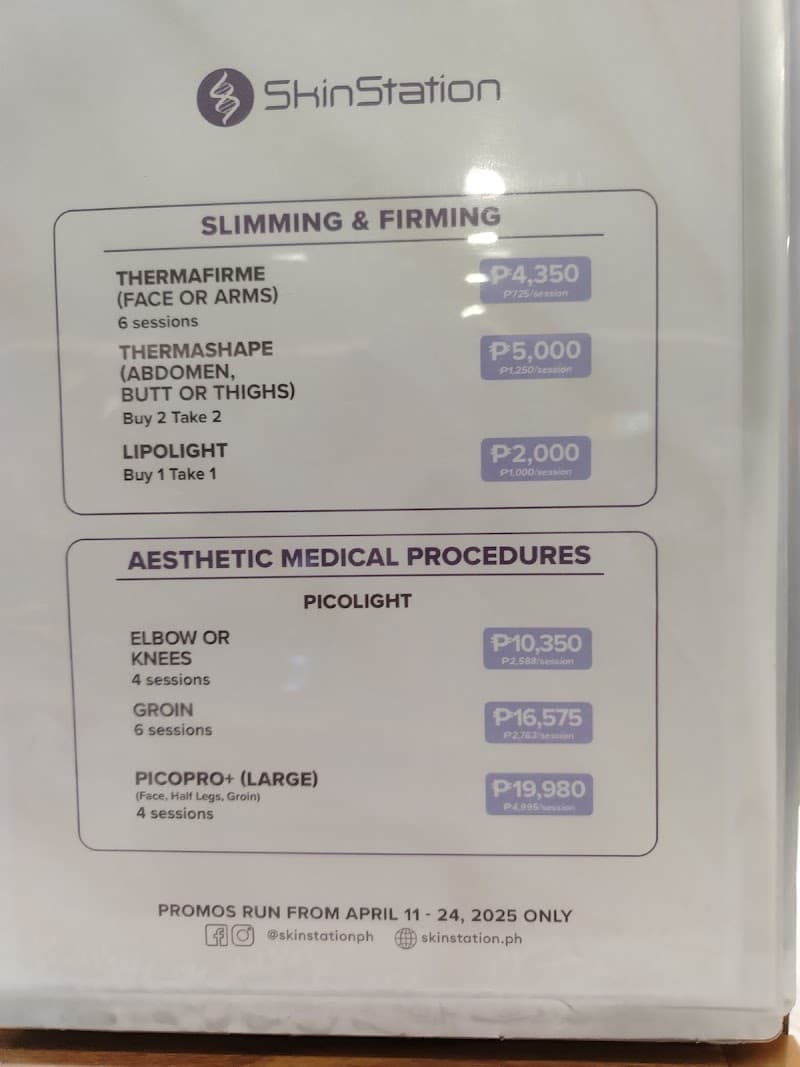 SkinStation
SLIMMING & FIRMING
THERMAFIRME
(FACE OR ARMS)
6 sessions
₱4,350
₱725/session
THERMASHAPE
(ABDOMEN,
BUTT OR THIGHS)
Buy 2 Take 2
₱5,000
₱1,250/session
LIPOLIGHT
Buy 1 Take 1
₱2,000
₱1,000/session
AESTHETIC MEDICAL PROCEDURES
PICOLIGHT
ELBOW OR
KNEES
4 sessions
₱10,350
₱2,588/session
GROIN
6 sessions
₱16,575
₱2,763/session
PICOPRO+ (LARGE)
(Face, Half Legs, Groin)
4 sessions
₱19,980
₱4,995/session
PROMOS RUN FROM APRIL 11 - 24, 2025 ONLY
@skinstationph skinstation.ph